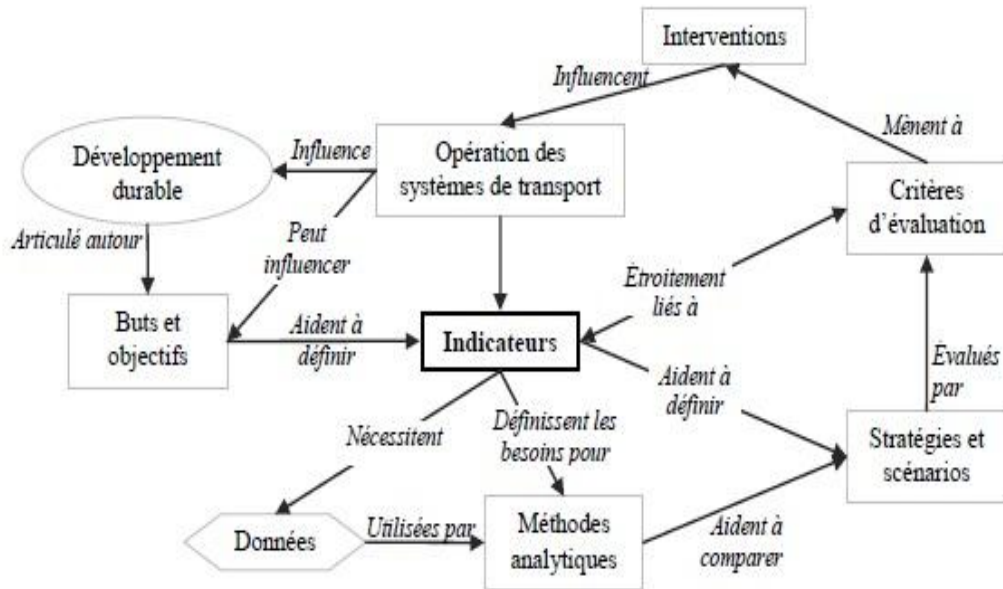 Interventions
Influencent
Mènent à
Développement
durable
Influence
Opération des
systèmes de transport
Critères
d’évaluation
Articulé autour
Peut
influencer
Étroitement
liés à
Buts et
objectifs
Aident à
définir
Indicateurs
Aident à
définir
Évalués
par
Nécessitent
Définissent les
besoins pour
Stratégies et
scénarios
Données
Utilisées par
Méthodes
analytiques
Aident à
comparer